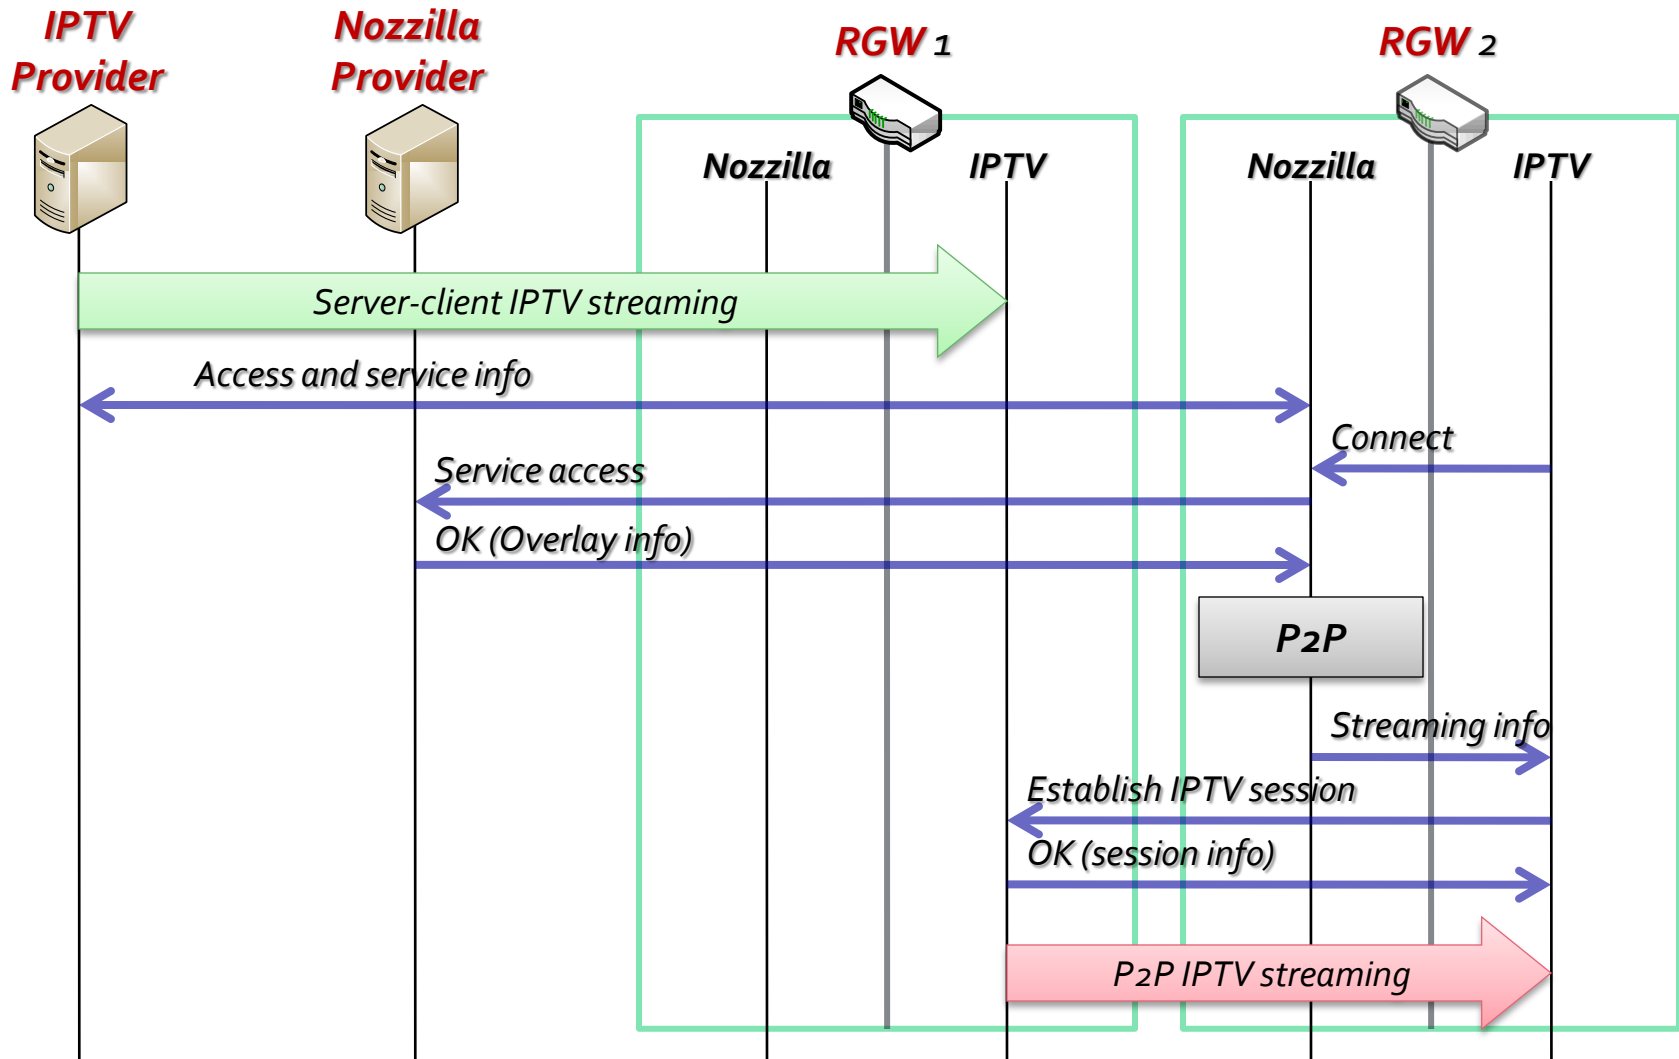 IPTV
Provider
Nozzilla
Provider
RGW 1
RGW 2
Nozzilla
IPTV
Nozzilla
IPTV
Server-client IPTV streaming
Access and service info
Connect
Service access
OK (Overlay info)
P2P
Streaming info
Establish IPTV session
OK (session info)
P2P IPTV streaming